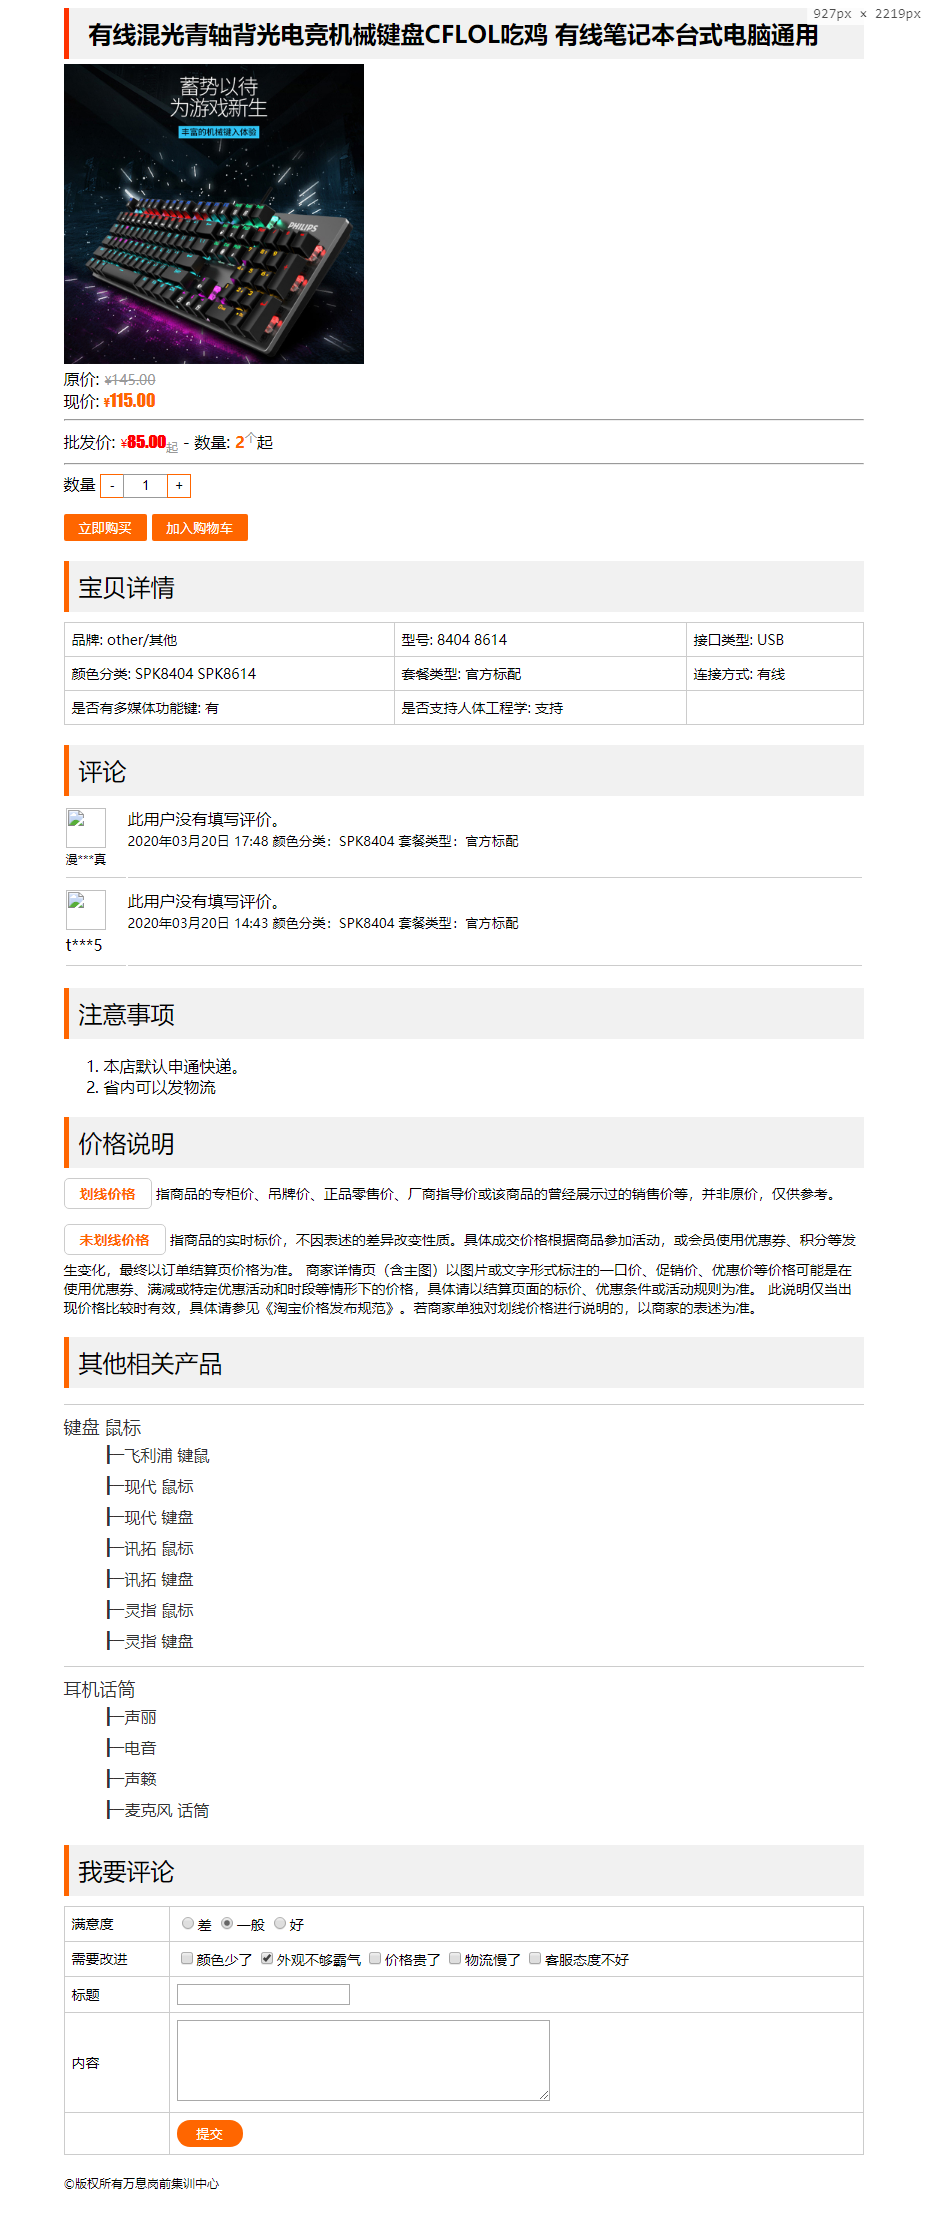 927px × 2219px
有线混光青轴背光电竞机械键盘CFLOL吃鸡 有线笔记本台式电脑通用
蓄势以待
为游戏新生
丰富的机械键入体验
PHILIPS
原价: ¥145.00
现价: ¥115.00
批发价: ¥85.00起 - 数量: 2个起
数量 - 1 +
立即购买 加入购物车
宝贝详情
品牌: other/其他 型号: 8404 8614 接口类型: USB
颜色分类: SPK8404 SPK8614 套餐类型: 官方标配 连接方式: 有线
是否有多媒体功能键: 有 是否支持人体工程学: 支持
评论
此用户没有填写评价。
2020年03月20日 17:48 颜色分类：SPK8404 套餐类型：官方标配
漫***真
此用户没有填写评价。
2020年03月20日 14:43 颜色分类：SPK8404 套餐类型：官方标配
t***5
注意事项
1. 本店默认申通快递。
2. 省内可以发物流
价格说明
划线价格 指商品的专柜价、吊牌价、正品零售价、厂商指导价或该商品的曾经展示过的销售价等，并非原价，仅供参考。
未划线价格 指商品的实时标价，不因表述的差异改变性质。具体成交价格根据商品参加活动，或会员使用优惠券、积分等发
生变化，最终以订单结算页价格为准。 商家详情页（含主图）以图片或文字形式标注的一口价、促销价、优惠价等价格可能是在
使用优惠券、满减或特定优惠活动和时段等情形下的价格，具体请以结算页面的标价、优惠条件或活动规则为准。 此说明仅当出
现价格比较时有效，具体请参见《淘宝价格发布规范》。若商家单独对划线价格进行说明的，以商家的表述为准。
其他相关产品
键盘 鼠标
├─飞利浦 键鼠
├─现代 鼠标
├─现代 键盘
├─讯拓 鼠标
├─讯拓 键盘
├─灵指 鼠标
├─灵指 键盘
耳机话筒
├─声丽
├─电音
├─声籁
├─麦克风 话筒
我要评论
满意度 差 一般 好
需要改进 颜色少了 外观不够霸气 价格贵了 物流慢了 客服态度不好
标题
内容
提交
©版权所有万息岗前集训中心